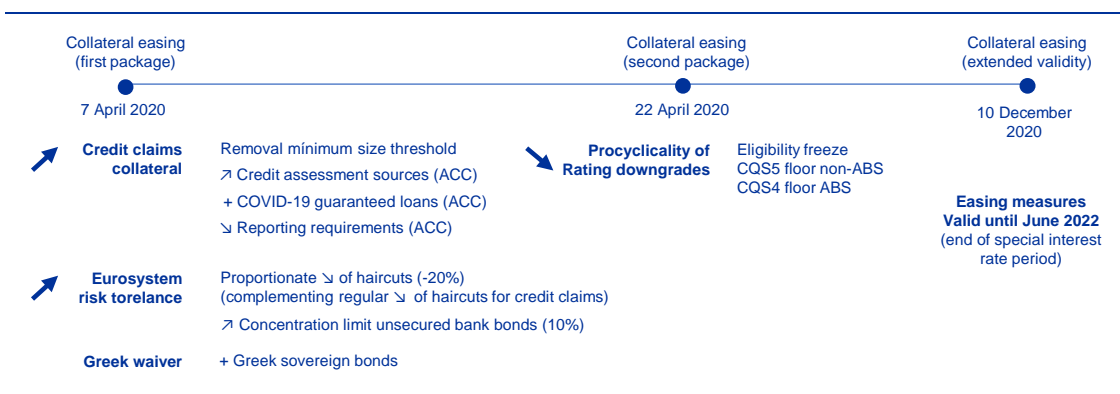 Collateral easing
(first package)
Collateral easing
(second package)
Collateral easing
(extended validity)
7 April 2020
22 April 2020
10 December
2020
Credit claims
collateral
Removal mínimum size threshold
↗ Credit assessment sources (ACC)
+ COVID-19 guaranteed loans (ACC)
↘ Reporting requirements (ACC)
Eurosystem
risk torelance
Proportionate ↘ of haircuts (-20%)
(complementing regular ↘ of haircuts for credit claims)
↗ Concentration limit unsecured bank bonds (10%)
Greek waiver
+ Greek sovereign bonds
Procyclicality of
Rating downgrades
Eligibility freeze
CQS5 floor non-ABS
CQS4 floor ABS
Easing measures
Valid until June 2022
(end of special interest
rate period)